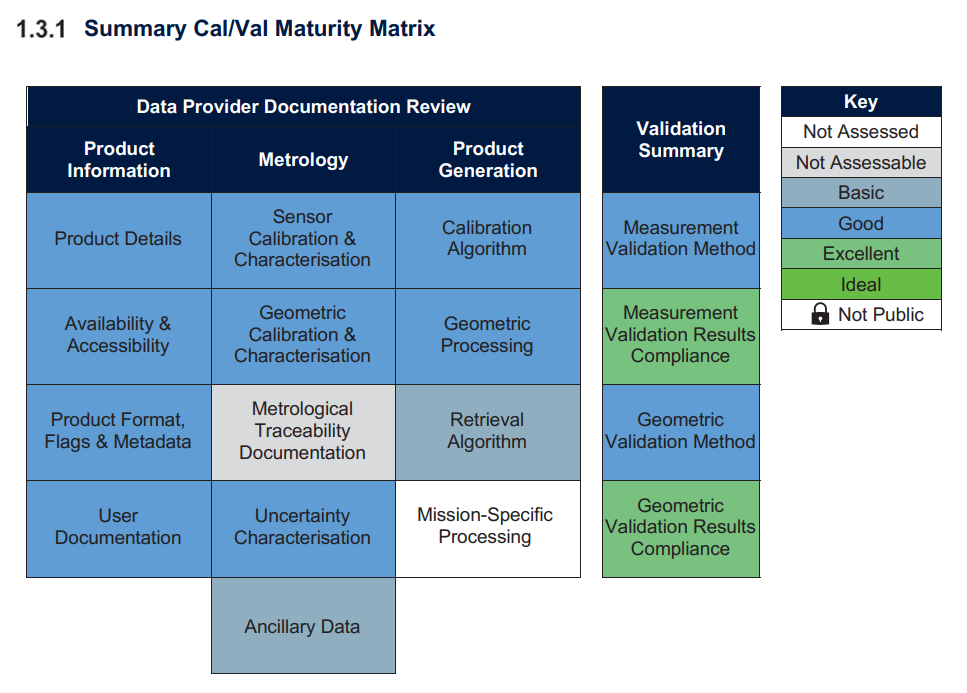 1.3.1 Summary Cal/Val Maturity Matrix
Data Provider Documentation Review
Product
Information
Metrology
Product
Generation
Product Details
Sensor
Calibration &
Characterisation
Calibration
Algorithm
Availability &
Accessibility
Geometric
Calibration &
Characterisation
Geometric
Processing
Product Format,
Flags & Metadata
Metrological
Traceability
Documentation
Retrieval
Algorithm
User
Documentation
Uncertainty
Characterisation
Mission-Specific
Processing
Ancillary Data
Validation
Summary
Measurement
Validation Method
Measurement
Validation Results
Compliance
Geometric
Validation Method
Geometric
Validation Results
Compliance
Key
Not Assessed
Not Assessable
Basic
Good
Excellent
Ideal
Not Public